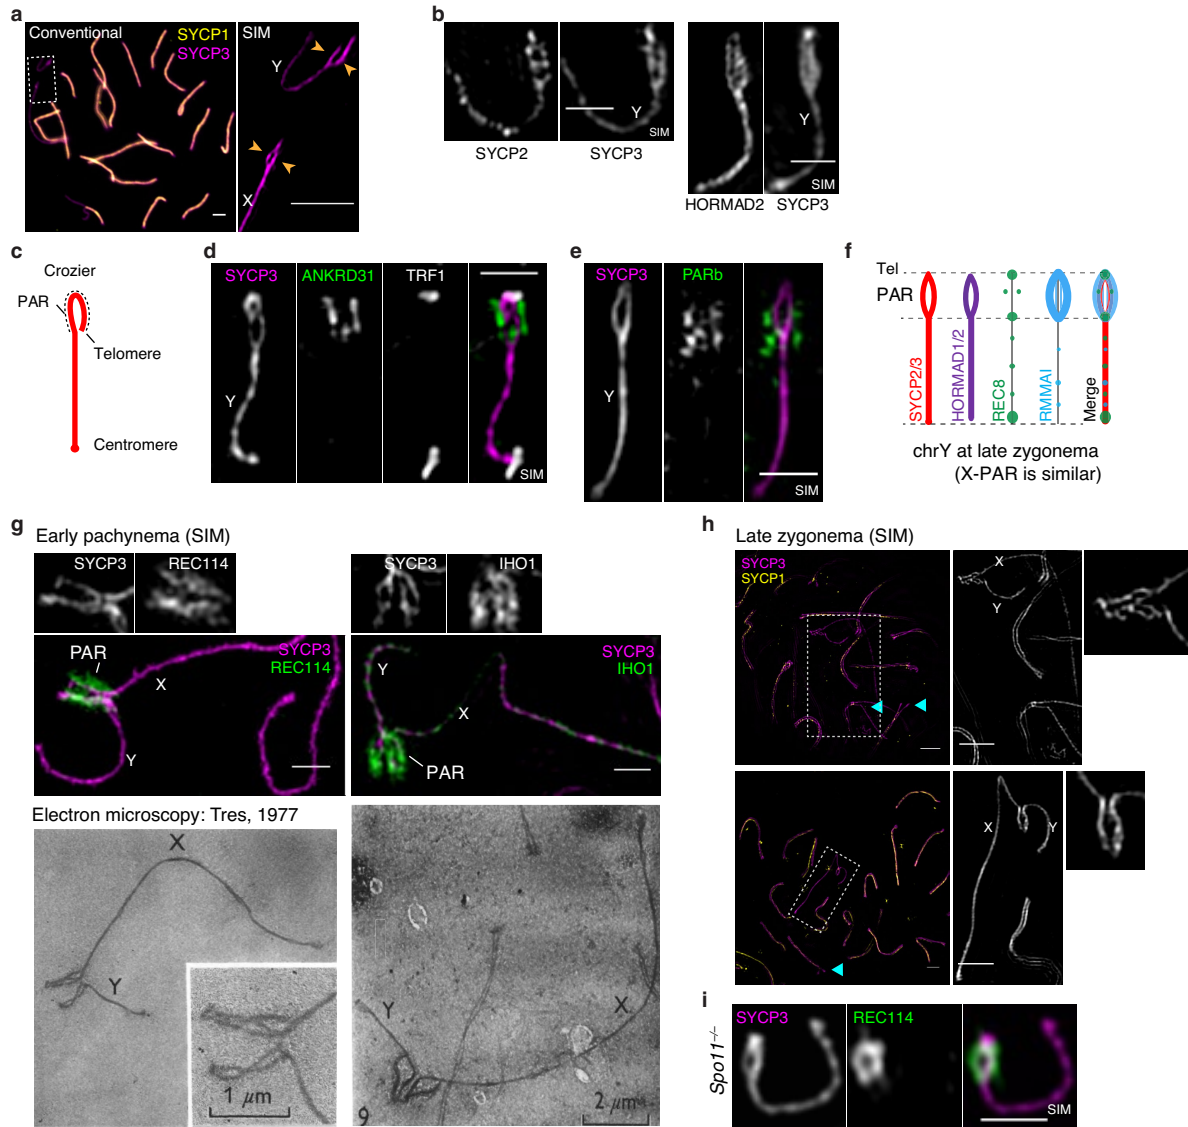 a
Conventional
SYCP1
SYCP3
SIM
Y
X
b
Y
SIM
SYCP2
SYCP3
Y
SIM
HORMAD2
SYCP3
c
Crozier
PAR
Telomere
Centromere
d
SYCP3
ANKRD31
TRF1
Y
SIM
e
SYCP3
PARb
Y
SIM
f
Tel
PAR
SYCP2/3
HORMAD1/2
REC8
RMMAI
Merge
chrY at late zygonema
(X-PAR is similar)
g
Early pachynema (SIM)
SYCP3
REC114
SYCP3
IHO1
PAR
SYCP3
REC114
X
Y
SYCP3
IHO1
Y
X
PAR
Electron microscopy: Tres, 1977
X
Y
1 µm
Y
X
9
2 µm
h
Late zygonema (SIM)
SYCP3
SYCP1
X
Y
X
Y
i
Spo11–/–
SYCP3
REC114
SIM